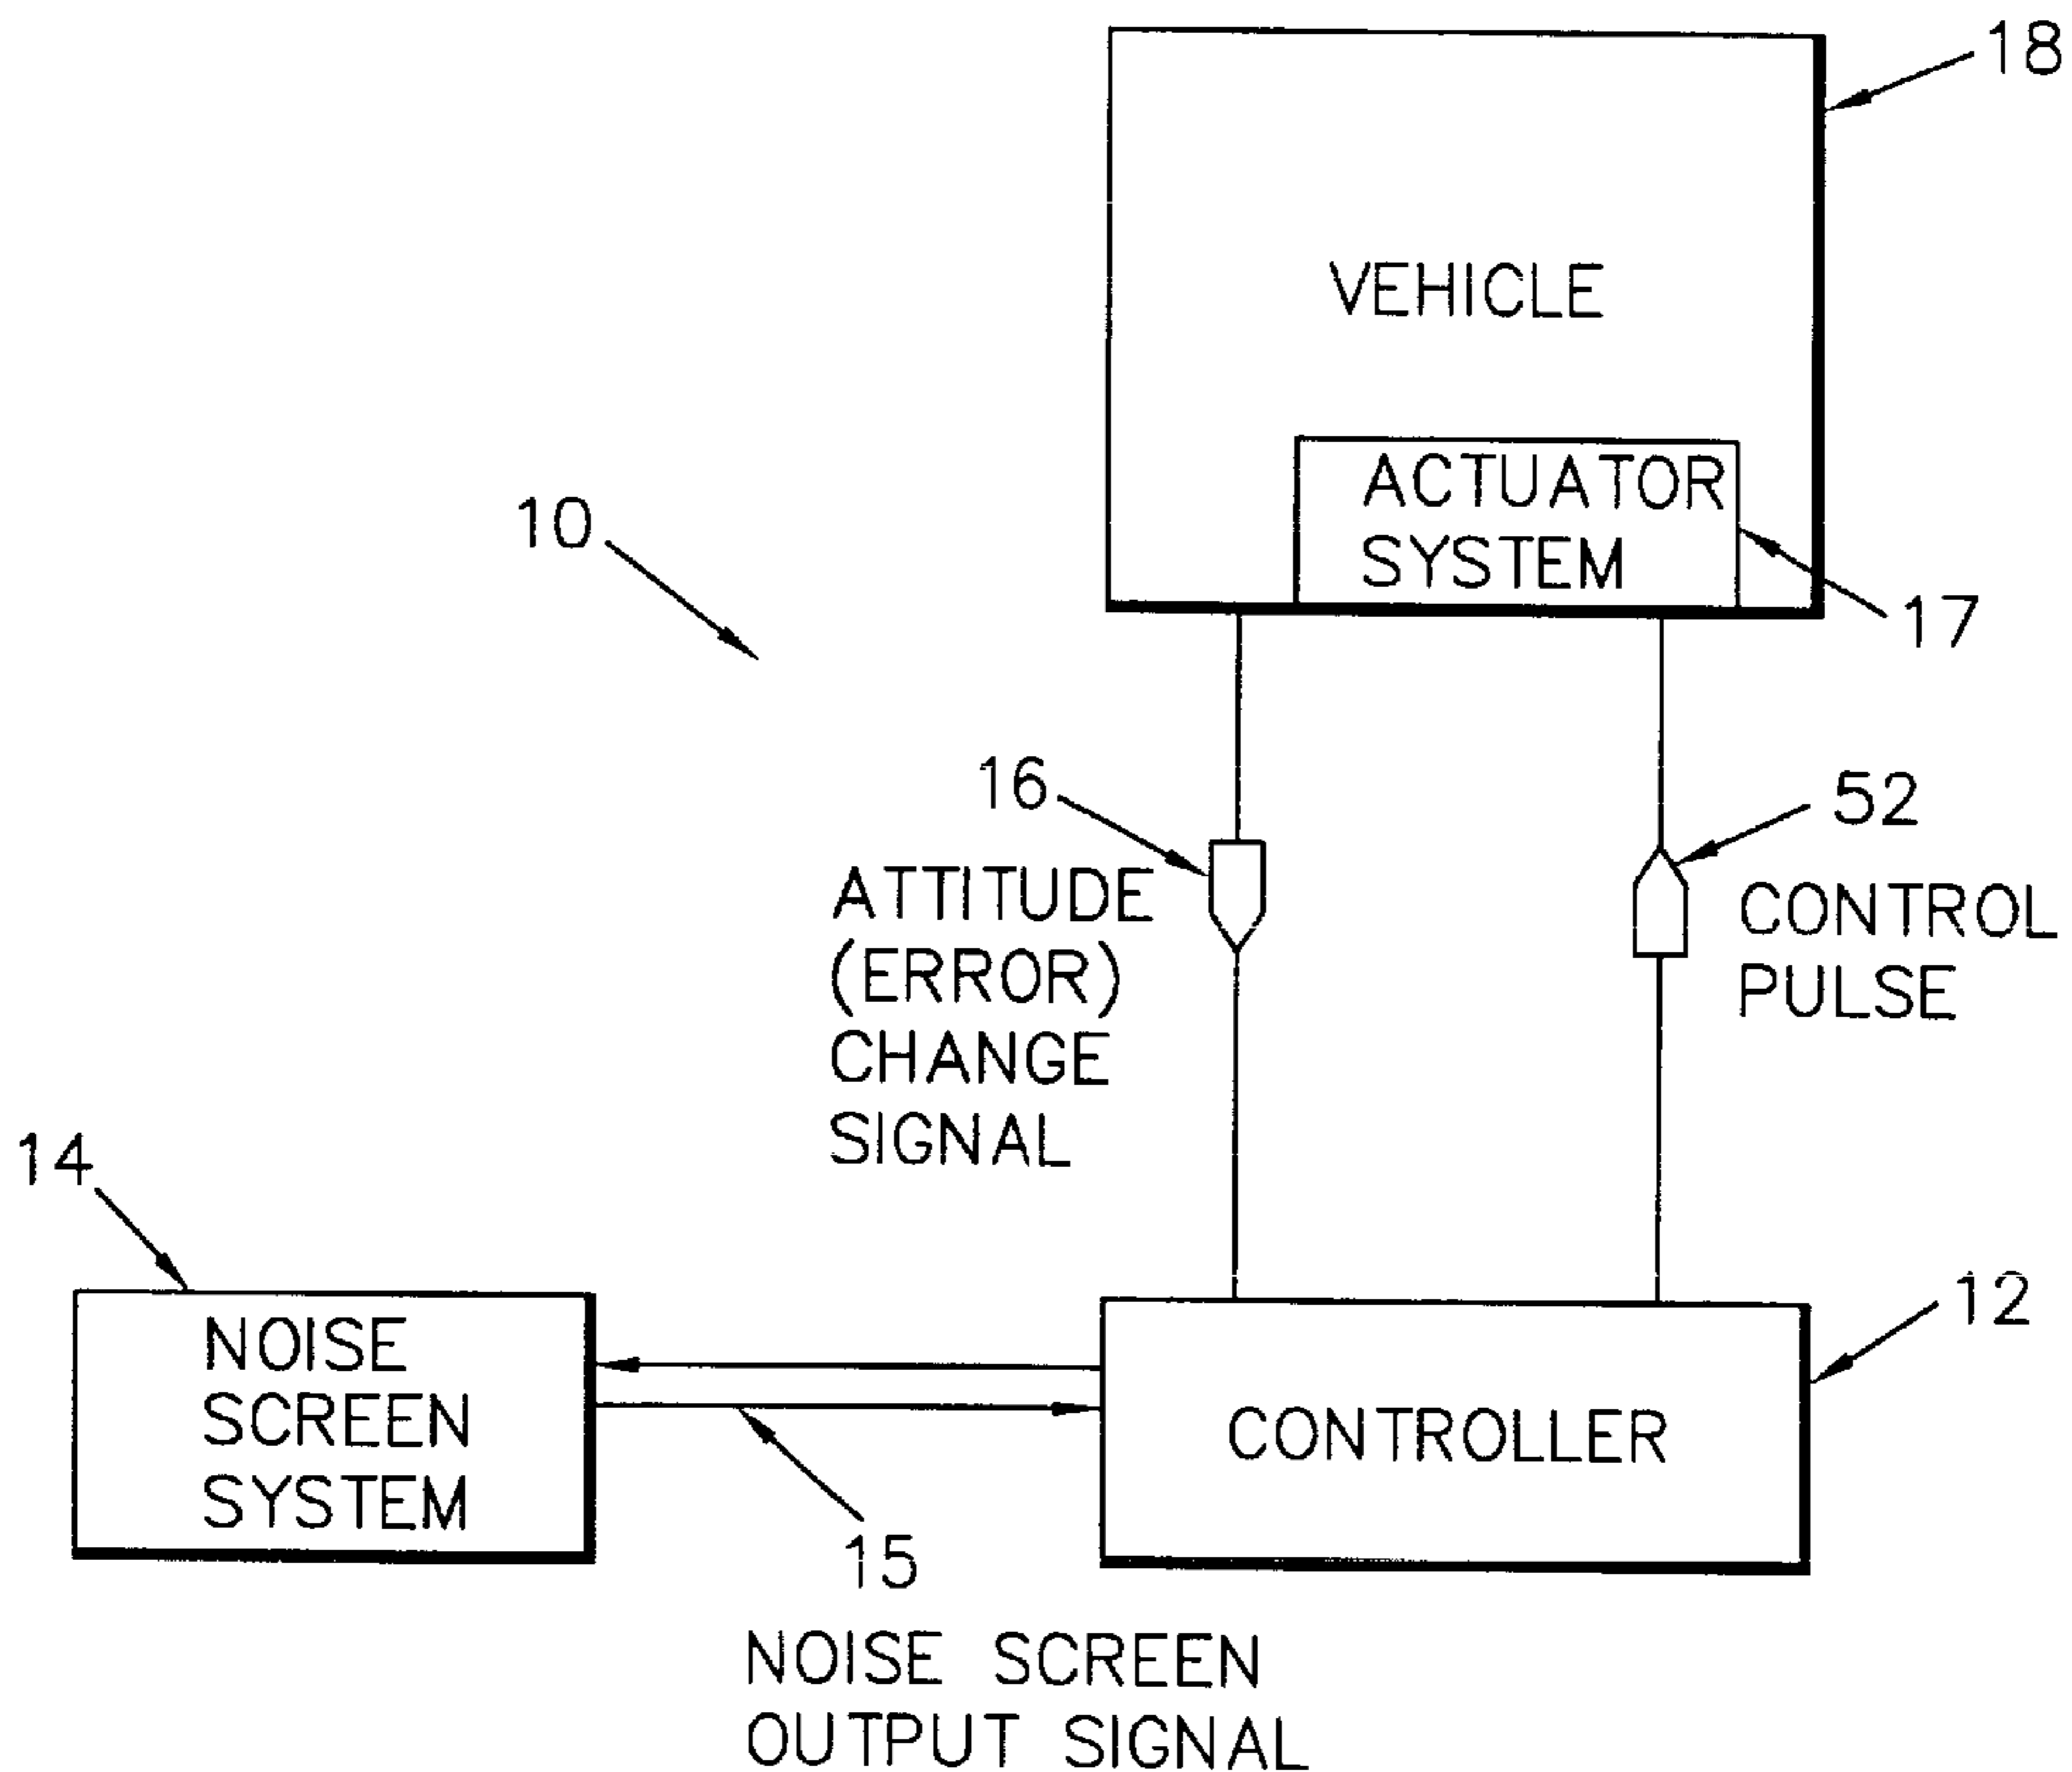 18
VEHICLE
ACTUATOR
SYSTEM
17
10
16
ATTITUDE
(ERROR)
CHANGE
SIGNAL
52
CONTROL
PULSE
14
NOISE
SCREEN
SYSTEM
12
CONTROLLER
15
NOISE SCREEN
OUTPUT SIGNAL